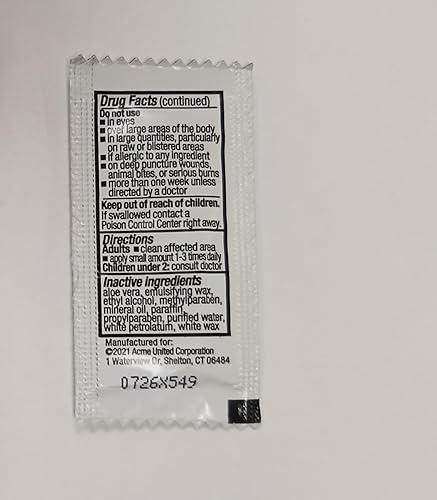 Drug Facts (continued)
Do not use
■ in eyes
■ over large areas of the body
■ in large quantities, particularly
on raw or blistered areas
■ if allergic to any ingredient
■ on deep puncture wounds,
animal bites, or serious burns
■ more than one week unless
directed by a doctor
Keep out of reach of children.
If swallowed contact a
Poison Control Center right away.
Directions
Adults ■ clean affected area
■ apply small amount 1-3 times daily
Children under 2: consult doctor
Inactive ingredients
aloe vera, emulsifying wax,
ethyl alcohol, methylparaben,
mineral oil, paraffin,
propylparaben, purified water,
white petrolatum, white wax
Manufactured for:
©2021 Acme United Corporation
1 Waterview Dr, Shelton, CT 06484
0726X549